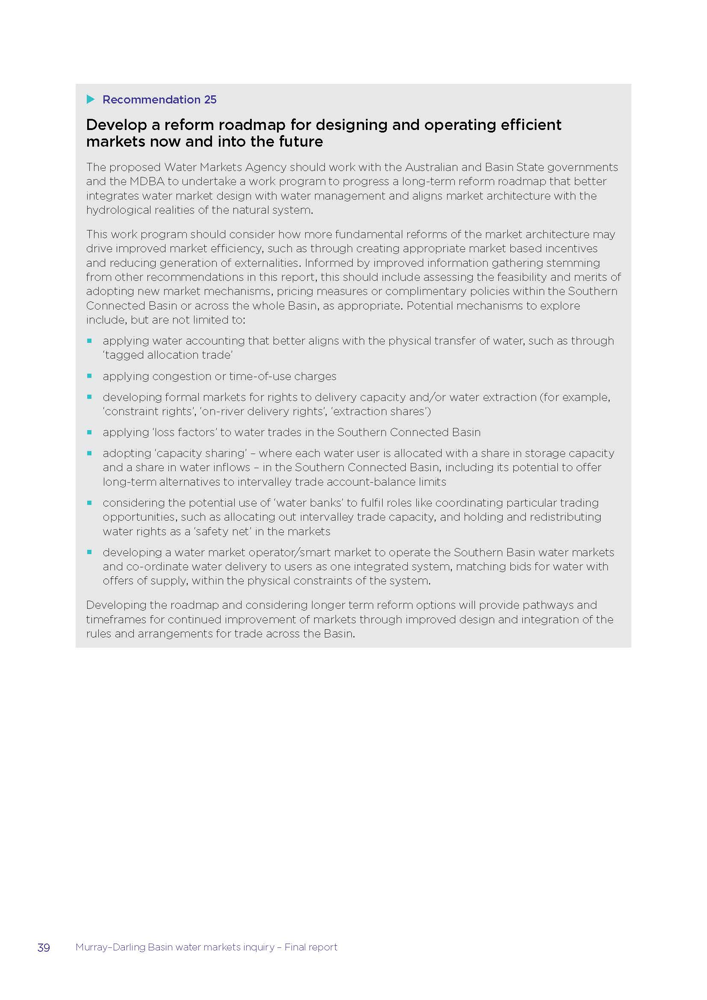 Recommendation 25
Develop a reform roadmap for designing and operating efficient
markets now and into the future
The proposed Water Markets Agency should work with the Australian and Basin State governments
and the MDBA to undertake a work program to progress a long-term reform roadmap that better
integrates water market design with water management and aligns market architecture with the
hydrological realities of the natural system.
This work program should consider how more fundamental reforms of the market architecture may
drive improved market efficiency, such as through creating appropriate market based incentives
and reducing generation of externalities. Informed by improved information gathering stemming
from other recommendations in this report, this should include assessing the feasibility and merits of
adopting new market mechanisms, pricing measures or complimentary policies within the Southern
Connected Basin or across the whole Basin, as appropriate. Potential mechanisms to explore
include, but are not limited to:
applying water accounting that better aligns with the physical transfer of water, such as through
‘tagged allocation trade’
applying congestion or time-of-use charges
developing formal markets for rights to delivery capacity and/or water extraction (for example,
‘constraint rights’, ‘on-river delivery rights’, ‘extraction shares’)
applying ‘loss factors’ to water trades in the Southern Connected Basin
adopting ‘capacity sharing’ – where each water user is allocated with a share in storage capacity
and a share in water inflows – in the Southern Connected Basin, including its potential to offer
long-term alternatives to intervalley trade account-balance limits
considering the potential use of ‘water banks’ to fulfil roles like coordinating particular trading
opportunities, such as allocating out intervalley trade capacity, and holding and redistributing
water rights as a ‘safety net’ in the markets
developing a water market operator/smart market to operate the Southern Basin water markets
and co-ordinate water delivery to users as one integrated system, matching bids for water with
offers of supply, within the physical constraints of the system.
Developing the roadmap and considering longer term reform options will provide pathways and
timeframes for continued improvement of markets through improved design and integration of the
rules and arrangements for trade across the Basin.
39 Murray–Darling Basin water markets inquiry – Final report